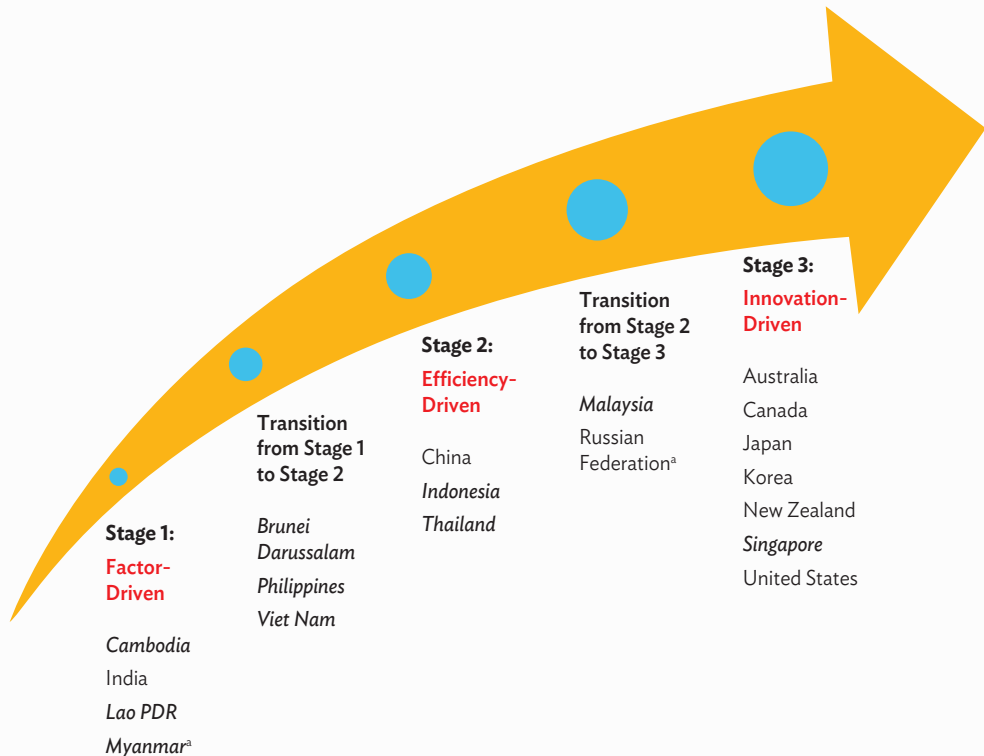 Stage 1:
Factor-
Driven
Cambodia
India
Lao PDR
Myanmarᵃ
Transition
from Stage 1
to Stage 2
Brunei
Darussalam
Philippines
Viet Nam
Stage 2:
Efficiency-
Driven
China
Indonesia
Thailand
Transition
from Stage 2
to Stage 3
Malaysia
Russian
Federationᵃ
Stage 3:
Innovation-
Driven
Australia
Canada
Japan
Korea
New Zealand
Singapore
United States